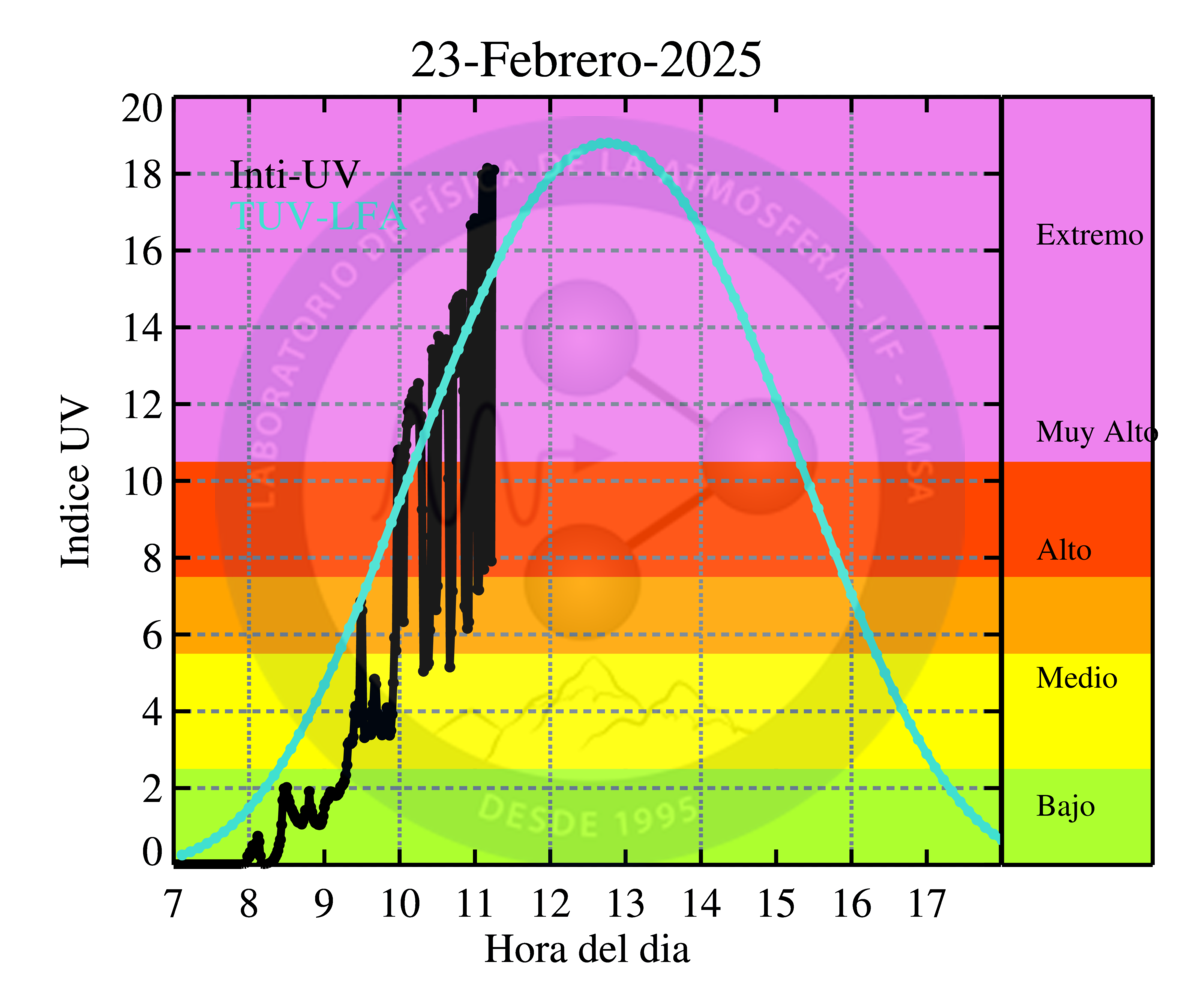 23-Febrero-2025
20
18
16
14
12
10
8
6
4
2
0
Indice UV
Inti-UV
TUV-LFA
LABORATORIO DE FÍSICA DE LA ATMÓSFERA - IIF - UMSA
DESDE 1995
Extremo
Muy Alto
Alto
Medio
Bajo
7 8 9 10 11 12 13 14 15 16 17
Hora del dia